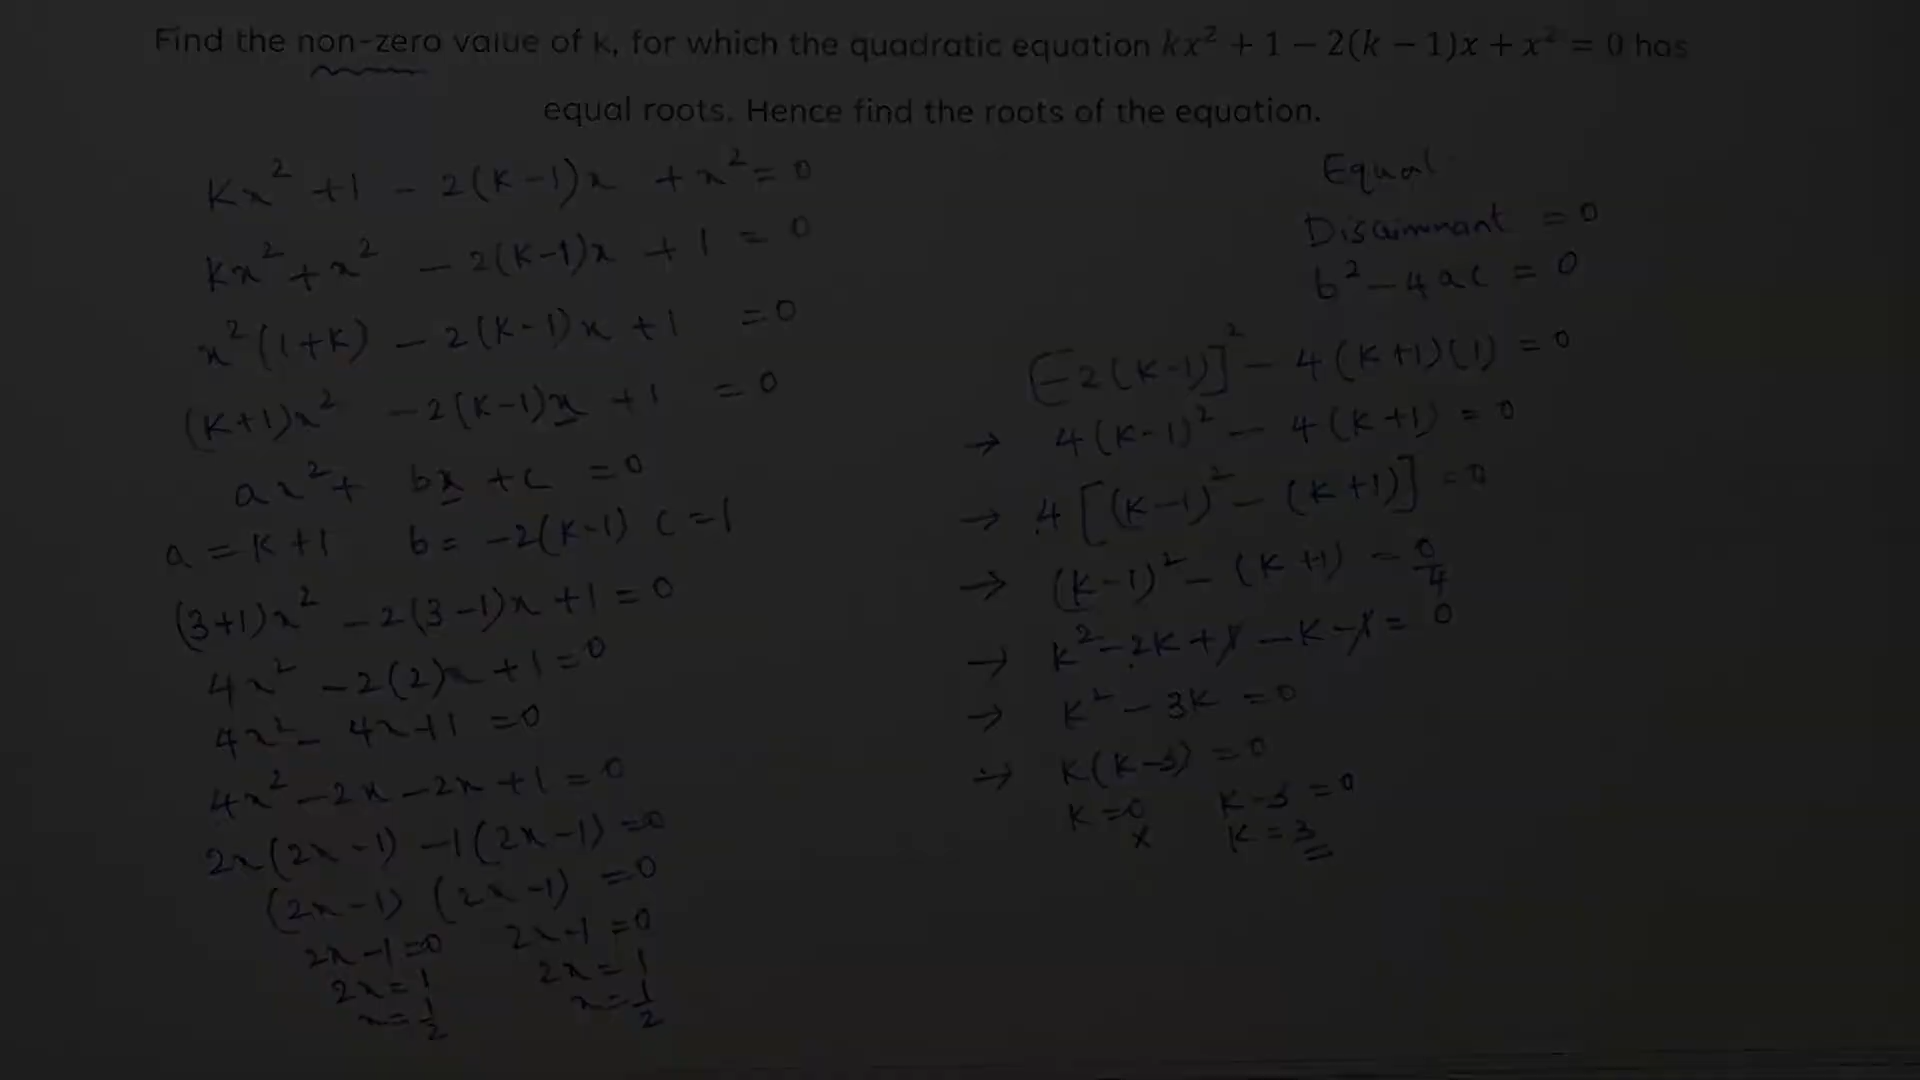 Find the non-zero value of k, for which the quadratic equation kx² + 1 − 2(k − 1)x + x² = 0 has
equal roots. Hence find the roots of the equation.
Kx² + 1 − 2(K−1)x + x² = 0
Kx² + x² − 2(K−1)x + 1 = 0
x²(1+K) − 2(K−1)x + 1 = 0
(K+1)x² − 2(K−1)x + 1 = 0
ax² + bx + c = 0
a = K+1 b = −2(K−1) c = 1
(3+1)x² − 2(3−1)x + 1 = 0
4x² − 2(2)x + 1 = 0
4x² − 4x + 1 = 0
4x² − 2x − 2x + 1 = 0
2x(2x−1) − 1(2x−1) = 0
(2x−1) (2x−1) = 0
2x−1 = 0 2x−1 = 0
2x = 1 2x = 1
x = 1/2 x = 1/2
Equal
Discriminant = 0
b² − 4ac = 0
[−2(K−1)]² − 4(K+1)(1) = 0
→ 4(K−1)² − 4(K+1) = 0
→ 4[(K−1)² − (K+1)] = 0
→ (K−1)² − (K+1) = 0/4
→ K² − 2K + 1 − K − 1 = 0
→ K² − 3K = 0
→ K(K−3) = 0
K = 0 K−3 = 0
x K = 3